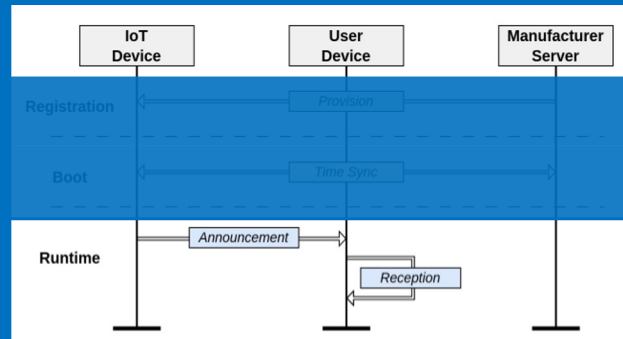 IoT
Device
User
Device
Manufacturer
Server
Registration
Provision
Boot
Time Sync
Announcement
Runtime
Reception